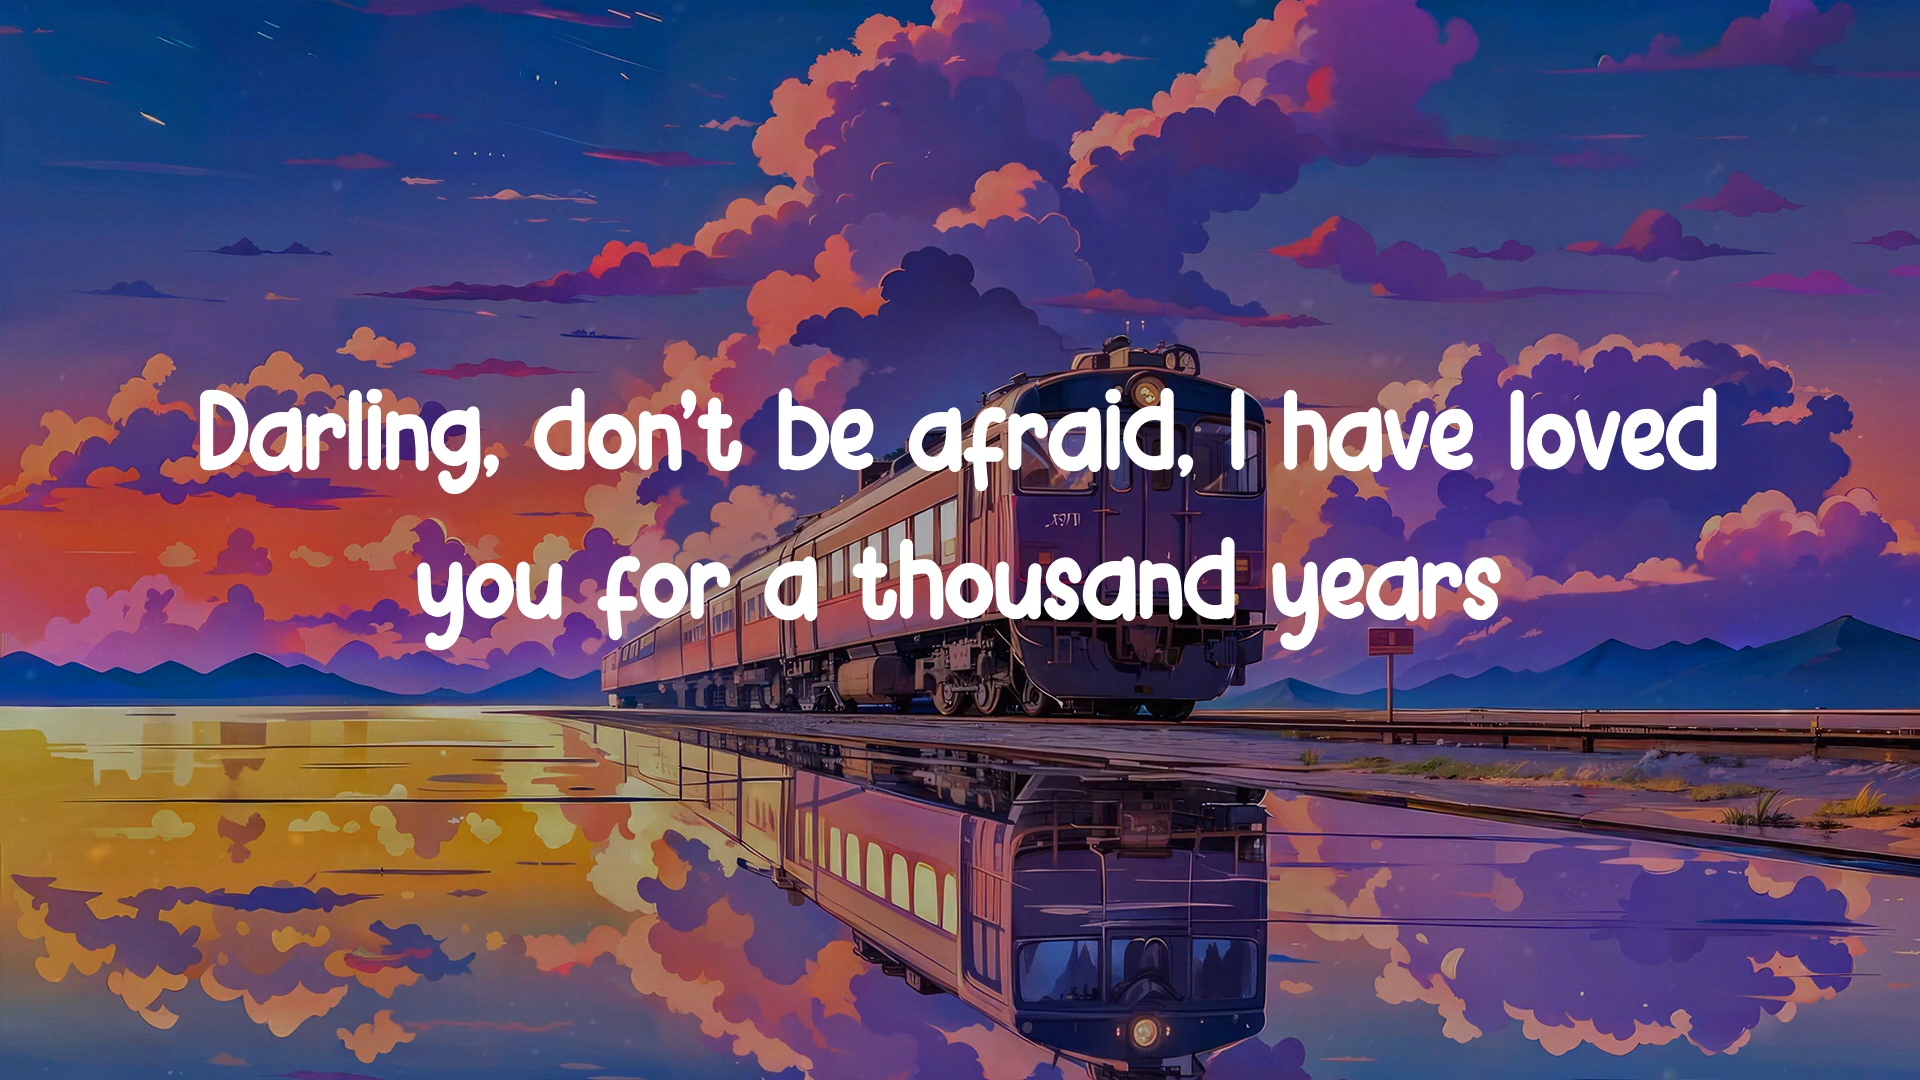 Darling, don't be afraid, I have loved
you for a thousand years